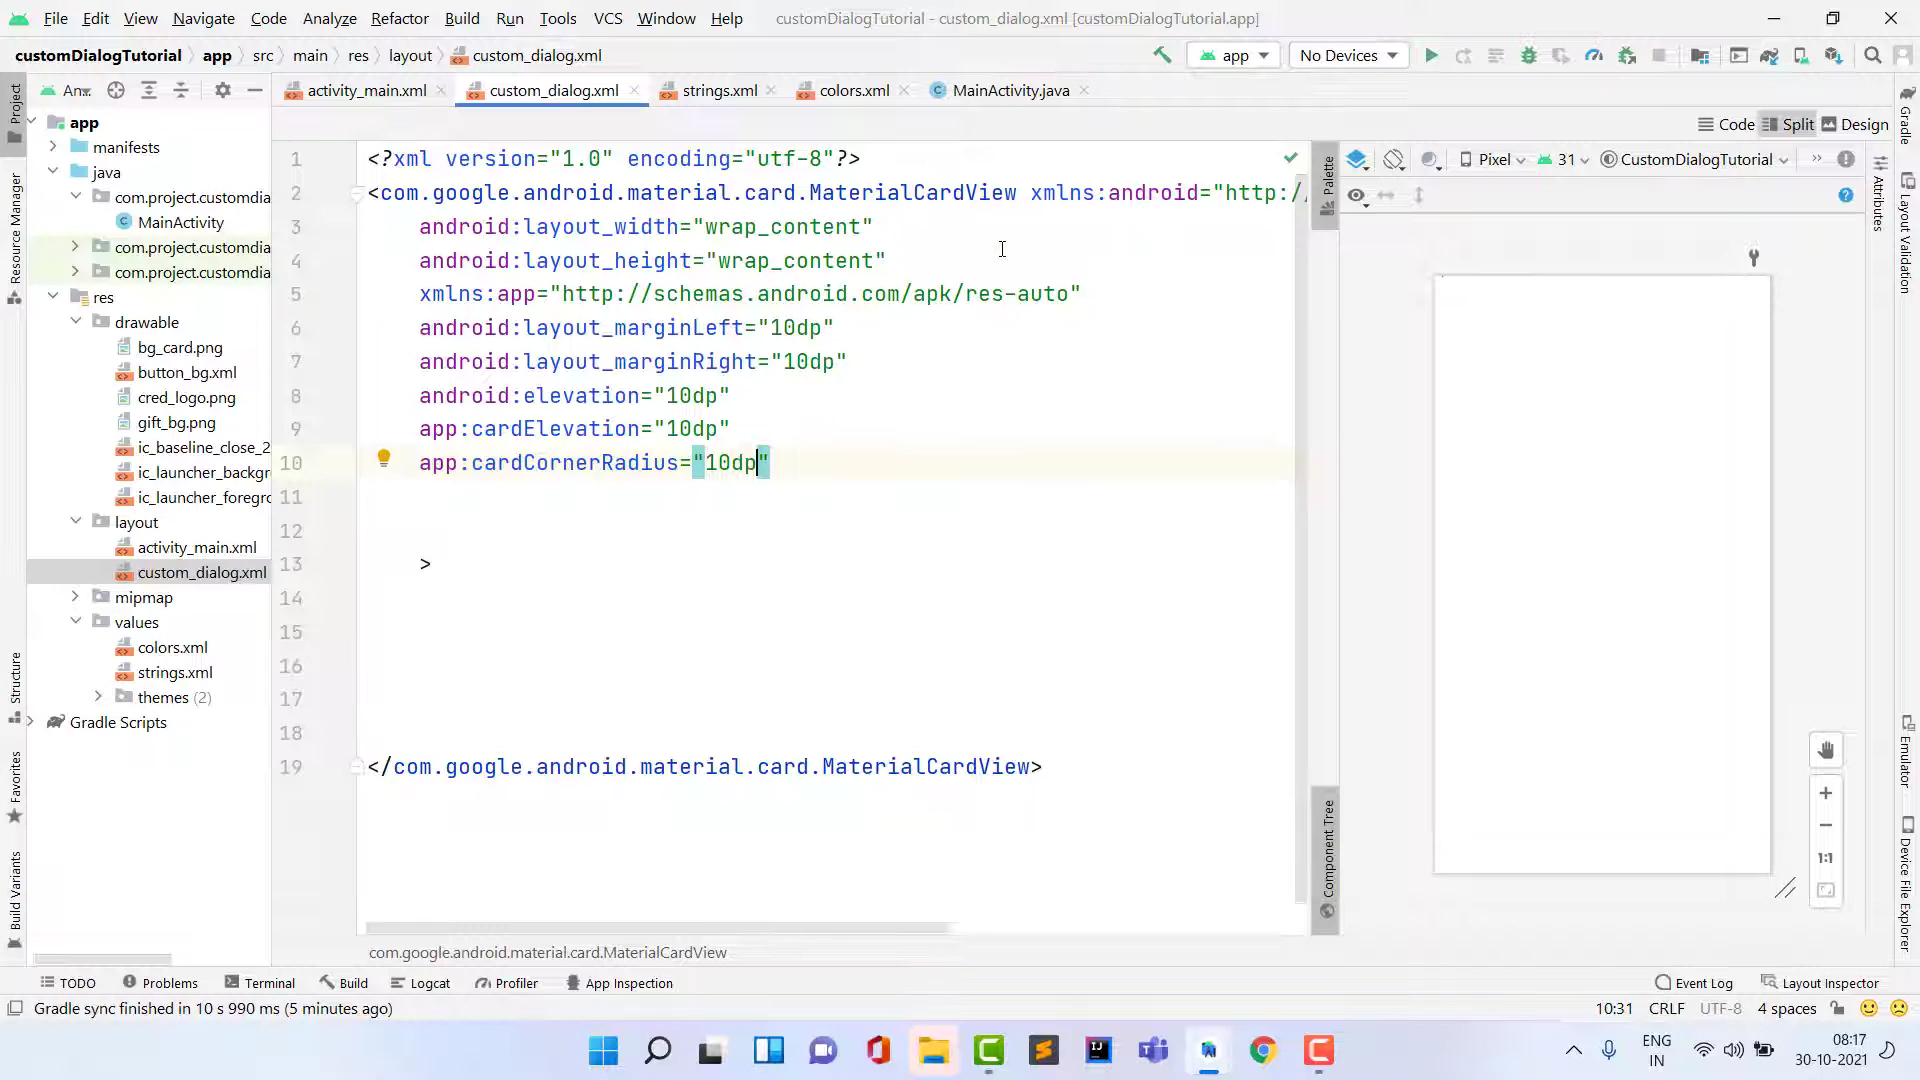 File Edit View Navigate Code Analyze Refactor Build Run Tools VCS Window Help customDialogTutorial - custom_dialog.xml [customDialogTutorial.app]
customDialogTutorial app src main res layout custom_dialog.xml app No Devices
Project An... activity_main.xml custom_dialog.xml strings.xml colors.xml MainActivity.java Gradle
Code Split Design
app
manifests
java
com.project.customdia
MainActivity
com.project.customdia
com.project.customdia
res
drawable
bg_card.png
button_bg.xml
cred_logo.png
gift_bg.png
ic_baseline_close_2
ic_launcher_backgr
ic_launcher_foregro
layout
activity_main.xml
custom_dialog.xml
mipmap
values
colors.xml
strings.xml
themes (2)
Gradle Scripts
Resource Manager
Structure
Favorites
Build Variants
1 <?xml version="1.0" encoding="utf-8"?>
2 <com.google.android.material.card.MaterialCardView xmlns:android="http:/
3 android:layout_width="wrap_content"
4 android:layout_height="wrap_content"
5 xmlns:app="http://schemas.android.com/apk/res-auto"
6 android:layout_marginLeft="10dp"
7 android:layout_marginRight="10dp"
8 android:elevation="10dp"
9 app:cardElevation="10dp"
10 app:cardCornerRadius="10dp"
11
12
13 >
14
15
16
17
18
19 </com.google.android.material.card.MaterialCardView>
com.google.android.material.card.MaterialCardView
Palette
Component Tree
Pixel 31 CustomDialogTutorial
1:1
Attributes
Layout Validation
Emulator
Device File Explorer
TODO Problems Terminal Build Logcat Profiler App Inspection Event Log Layout Inspector
Gradle sync finished in 10 s 990 ms (5 minutes ago) 10:31 CRLF UTF-8 4 spaces
ENG
IN
08:17
30-10-2021